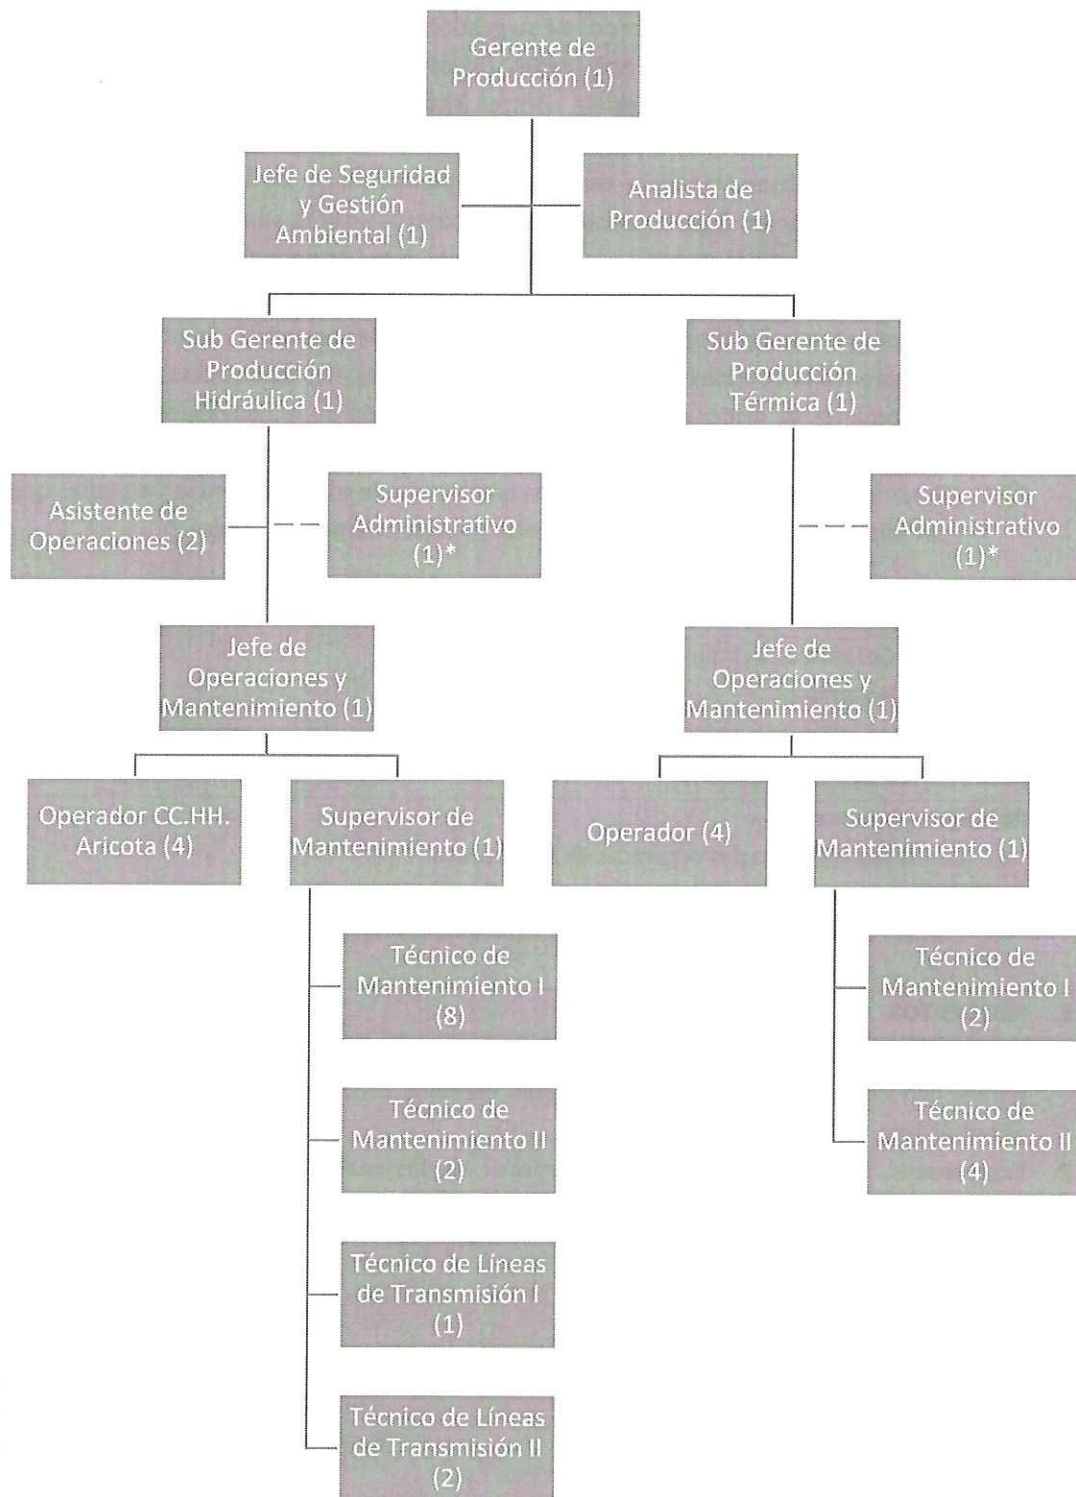 Gerente de
Producción (1)
Jefe de Seguridad
y Gestión
Ambiental (1)
Analista de
Producción (1)
Sub Gerente de
Producción
Hidráulica (1)
Sub Gerente de
Producción
Térmica (1)
Asistente de
Operaciones (2)
Supervisor
Administrativo
(1)*
Supervisor
Administrativo
(1)*
Jefe de
Operaciones y
Mantenimiento (1)
Jefe de
Operaciones y
Mantenimiento (1)
Operador CC.HH.
Aricota (4)
Supervisor de
Mantenimiento (1)
Operador (4)
Supervisor de
Mantenimiento (1)
Técnico de
Mantenimiento I
(8)
Técnico de
Mantenimiento I
(2)
Técnico de
Mantenimiento II
(2)
Técnico de
Mantenimiento II
(4)
Técnico de Líneas
de Transmisión I
(1)
Técnico de Líneas
de Transmisión II
(2)